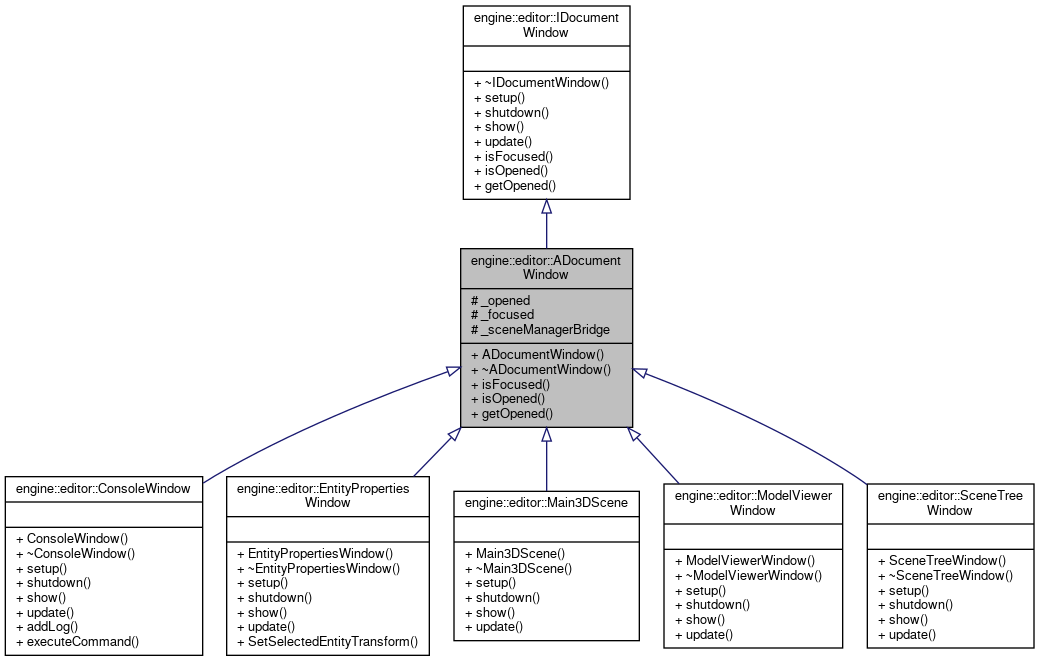 engine::editor::IDocument
Window
+ ~IDocumentWindow()
+ setup()
+ shutdown()
+ show()
+ update()
+ isFocused()
+ isOpened()
+ getOpened()
engine::editor::ADocument
Window
# _opened
# _focused
# _sceneManagerBridge
+ ADocumentWindow()
+ ~ADocumentWindow()
+ isFocused()
+ isOpened()
+ getOpened()
engine::editor::ConsoleWindow
+ ConsoleWindow()
+ ~ConsoleWindow()
+ setup()
+ shutdown()
+ show()
+ update()
+ addLog()
+ executeCommand()
engine::editor::EntityProperties
Window
+ EntityPropertiesWindow()
+ ~EntityPropertiesWindow()
+ setup()
+ shutdown()
+ show()
+ update()
+ SetSelectedEntityTransform()
engine::editor::Main3DScene
+ Main3DScene()
+ ~Main3DScene()
+ setup()
+ shutdown()
+ show()
+ update()
engine::editor::ModelViewer
Window
+ ModelViewerWindow()
+ ~ModelViewerWindow()
+ setup()
+ shutdown()
+ show()
+ update()
engine::editor::SceneTree
Window
+ SceneTreeWindow()
+ ~SceneTreeWindow()
+ setup()
+ shutdown()
+ show()
+ update()